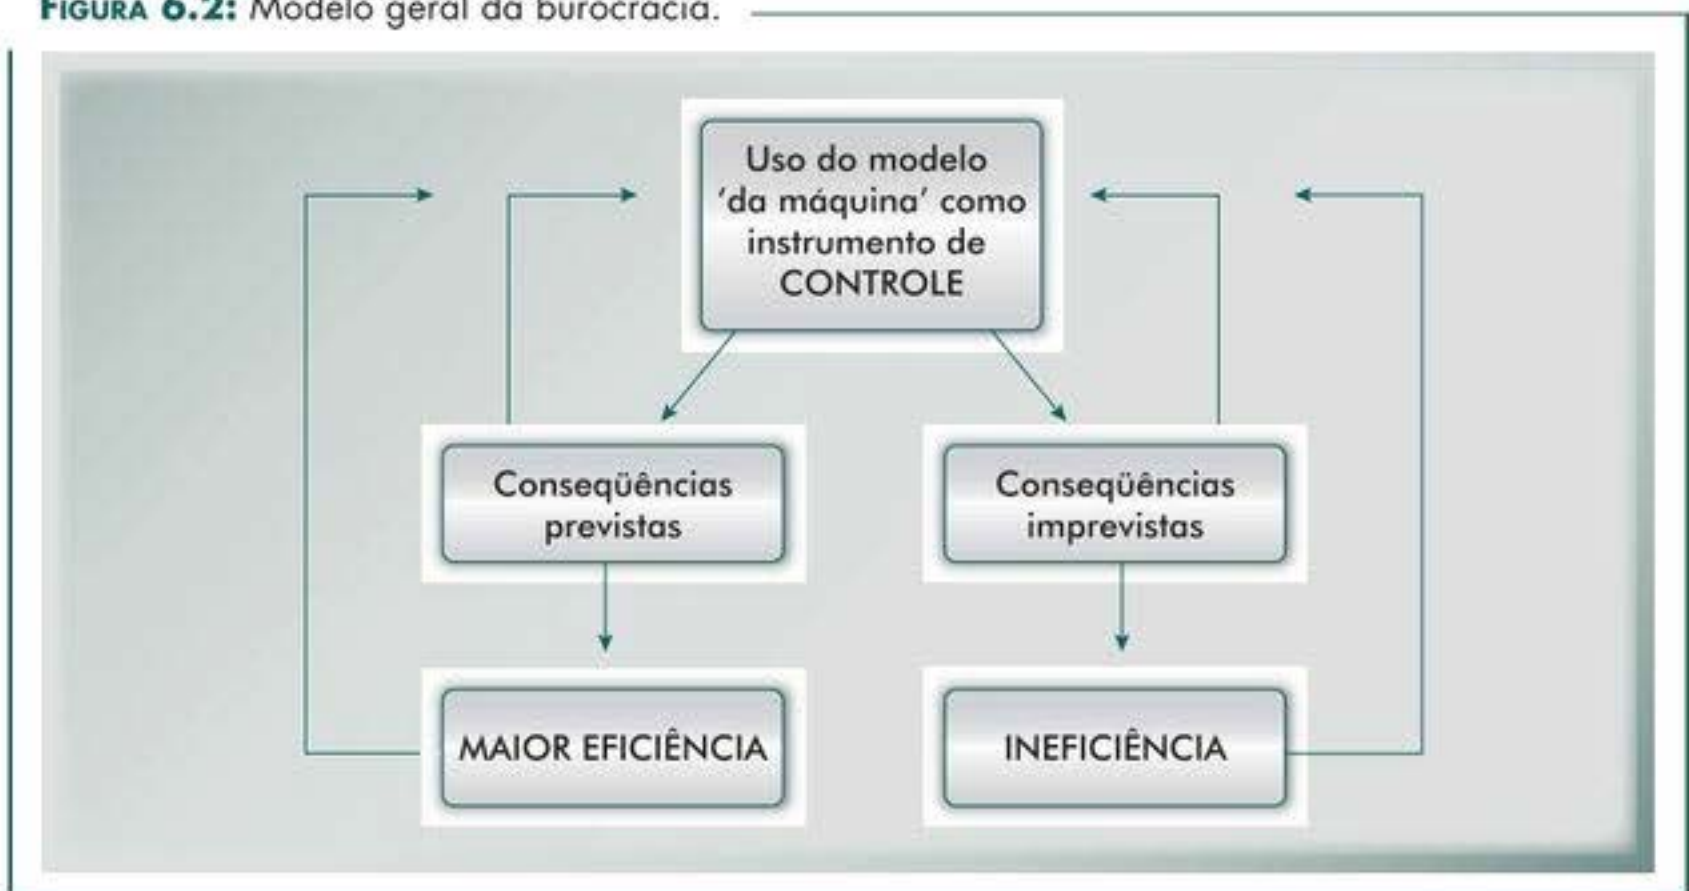 FIGURA 6.2: Modelo geral da burocracia.
Uso do modelo
'da máquina' como
instrumento de
CONTROLE
Conseqüências
previstas
Conseqüências
imprevistas
MAIOR EFICIÊNCIA
INEFICIÊNCIA